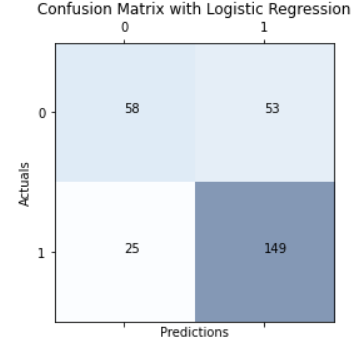 Confusion Matrix with Logistic Regression
0 1
0 58 53
Actuals
1 25 149
Predictions